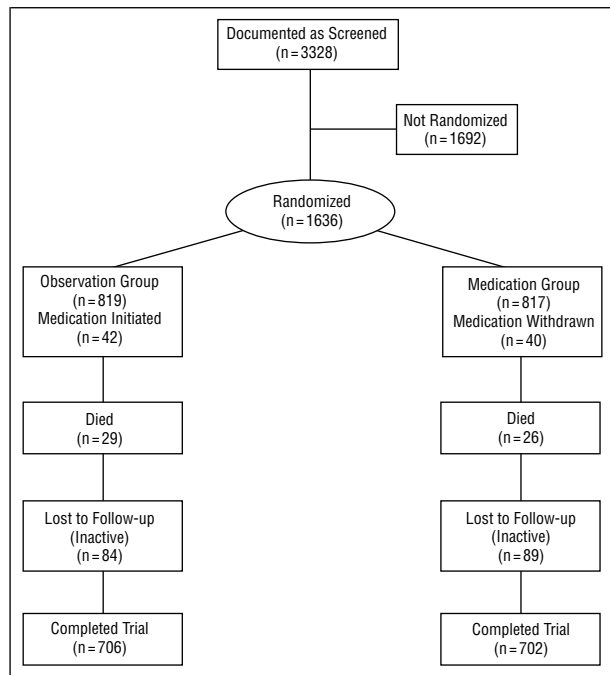 Documented as Screened
(n=3328)
Not Randomized
(n=1692)
Randomized
(n=1636)
Observation Group
(n=819)
Medication Initiated
(n=42)
Medication Group
(n=817)
Medication Withdrawn
(n=40)
Died
(n=29)
Died
(n=26)
Lost to Follow-up
(Inactive)
(n=84)
Lost to Follow-up
(Inactive)
(n=89)
Completed Trial
(n=706)
Completed Trial
(n=702)